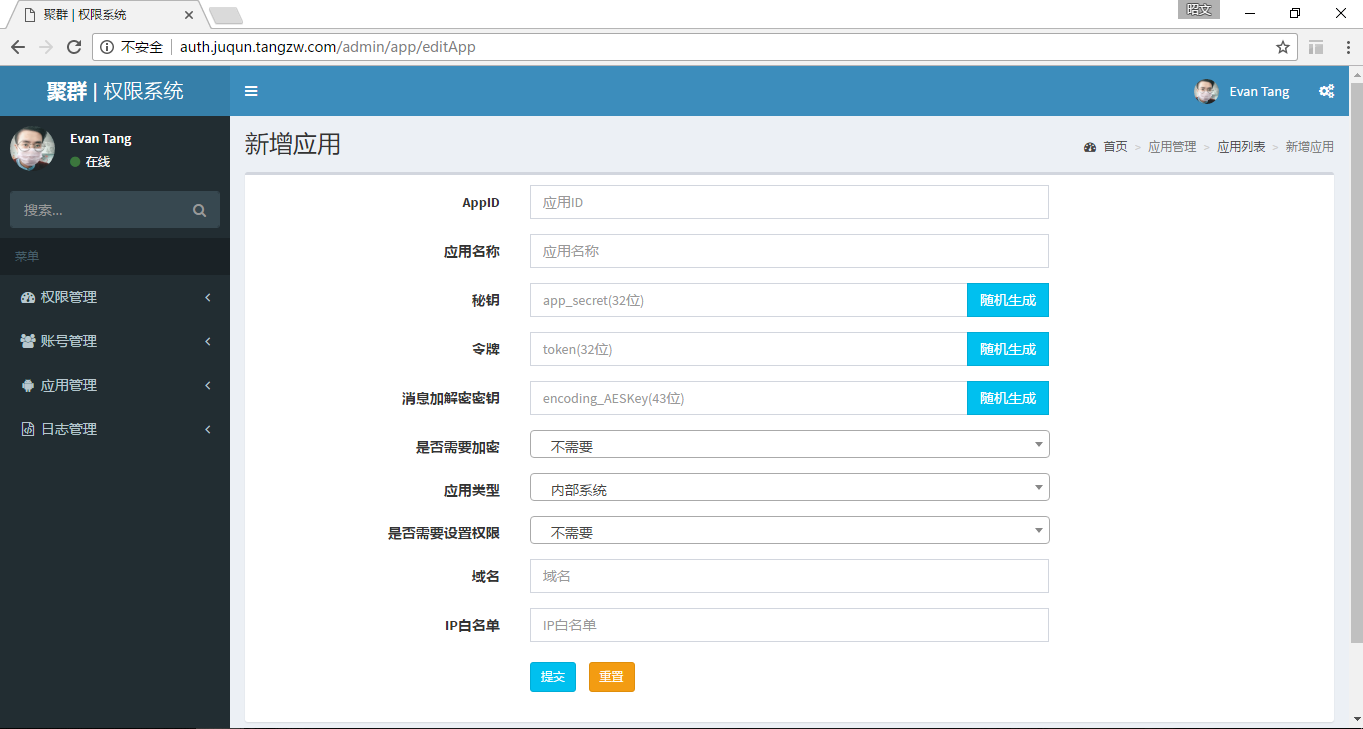 聚群 | 权限系统
昭文
不安全 auth.juqun.tangzw.com/admin/app/editApp
聚群 | 权限系统
Evan Tang
Evan Tang
在线
搜索...
菜单
权限管理
账号管理
应用管理
日志管理
新增应用
首页 > 应用管理 > 应用列表 > 新增应用
AppID 应用ID
应用名称 应用名称
秘钥 app_secret(32位) 随机生成
令牌 token(32位) 随机生成
消息加解密密钥 encoding_AESKey(43位) 随机生成
是否需要加密 不需要
应用类型 内部系统
是否需要设置权限 不需要
域名 域名
IP白名单 IP白名单
提交 重置